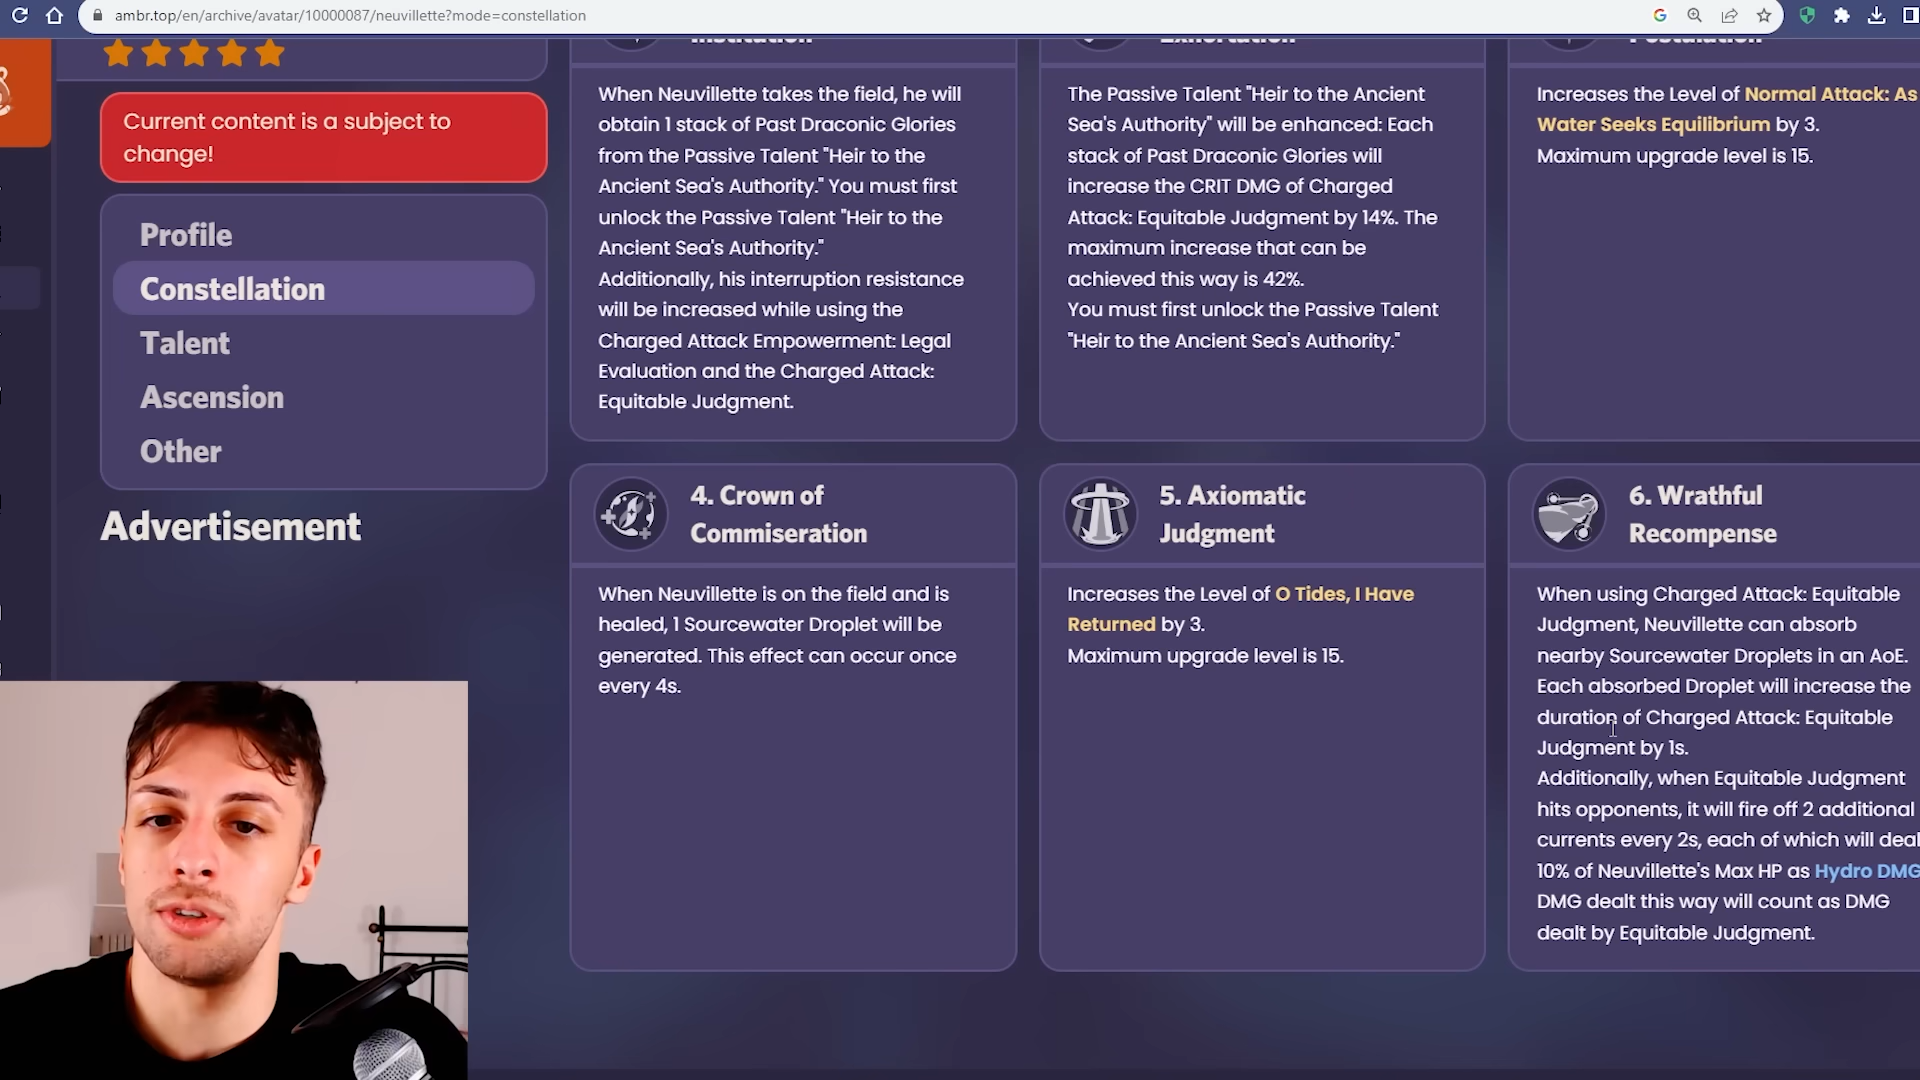 ambr.top/en/archive/avatar/10000087/neuvillette?mode=constellation
Current content is a subject to
change!
Profile
Constellation
Talent
Ascension
Other
Advertisement
Institution
When Neuvillette takes the field, he will
obtain 1 stack of Past Draconic Glories
from the Passive Talent "Heir to the
Ancient Sea's Authority." You must first
unlock the Passive Talent "Heir to the
Ancient Sea's Authority."
Additionally, his interruption resistance
will be increased while using the
Charged Attack Empowerment: Legal
Evaluation and the Charged Attack:
Equitable Judgment.
Exhortation
The Passive Talent "Heir to the Ancient
Sea's Authority" will be enhanced: Each
stack of Past Draconic Glories will
increase the CRIT DMG of Charged
Attack: Equitable Judgment by 14%. The
maximum increase that can be
achieved this way is 42%.
You must first unlock the Passive Talent
"Heir to the Ancient Sea's Authority."
Postulation
Increases the Level of Normal Attack: As
Water Seeks Equilibrium by 3.
Maximum upgrade level is 15.
4. Crown of
Commiseration
When Neuvillette is on the field and is
healed, 1 Sourcewater Droplet will be
generated. This effect can occur once
every 4s.
5. Axiomatic
Judgment
Increases the Level of O Tides, I Have
Returned by 3.
Maximum upgrade level is 15.
6. Wrathful
Recompense
When using Charged Attack: Equitable
Judgment, Neuvillette can absorb
nearby Sourcewater Droplets in an AoE.
Each absorbed Droplet will increase the
duration of Charged Attack: Equitable
Judgment by 1s.
Additionally, when Equitable Judgment
hits opponents, it will fire off 2 additional
currents every 2s, each of which will deal
10% of Neuvillette's Max HP as Hydro DMG
DMG dealt this way will count as DMG
dealt by Equitable Judgment.